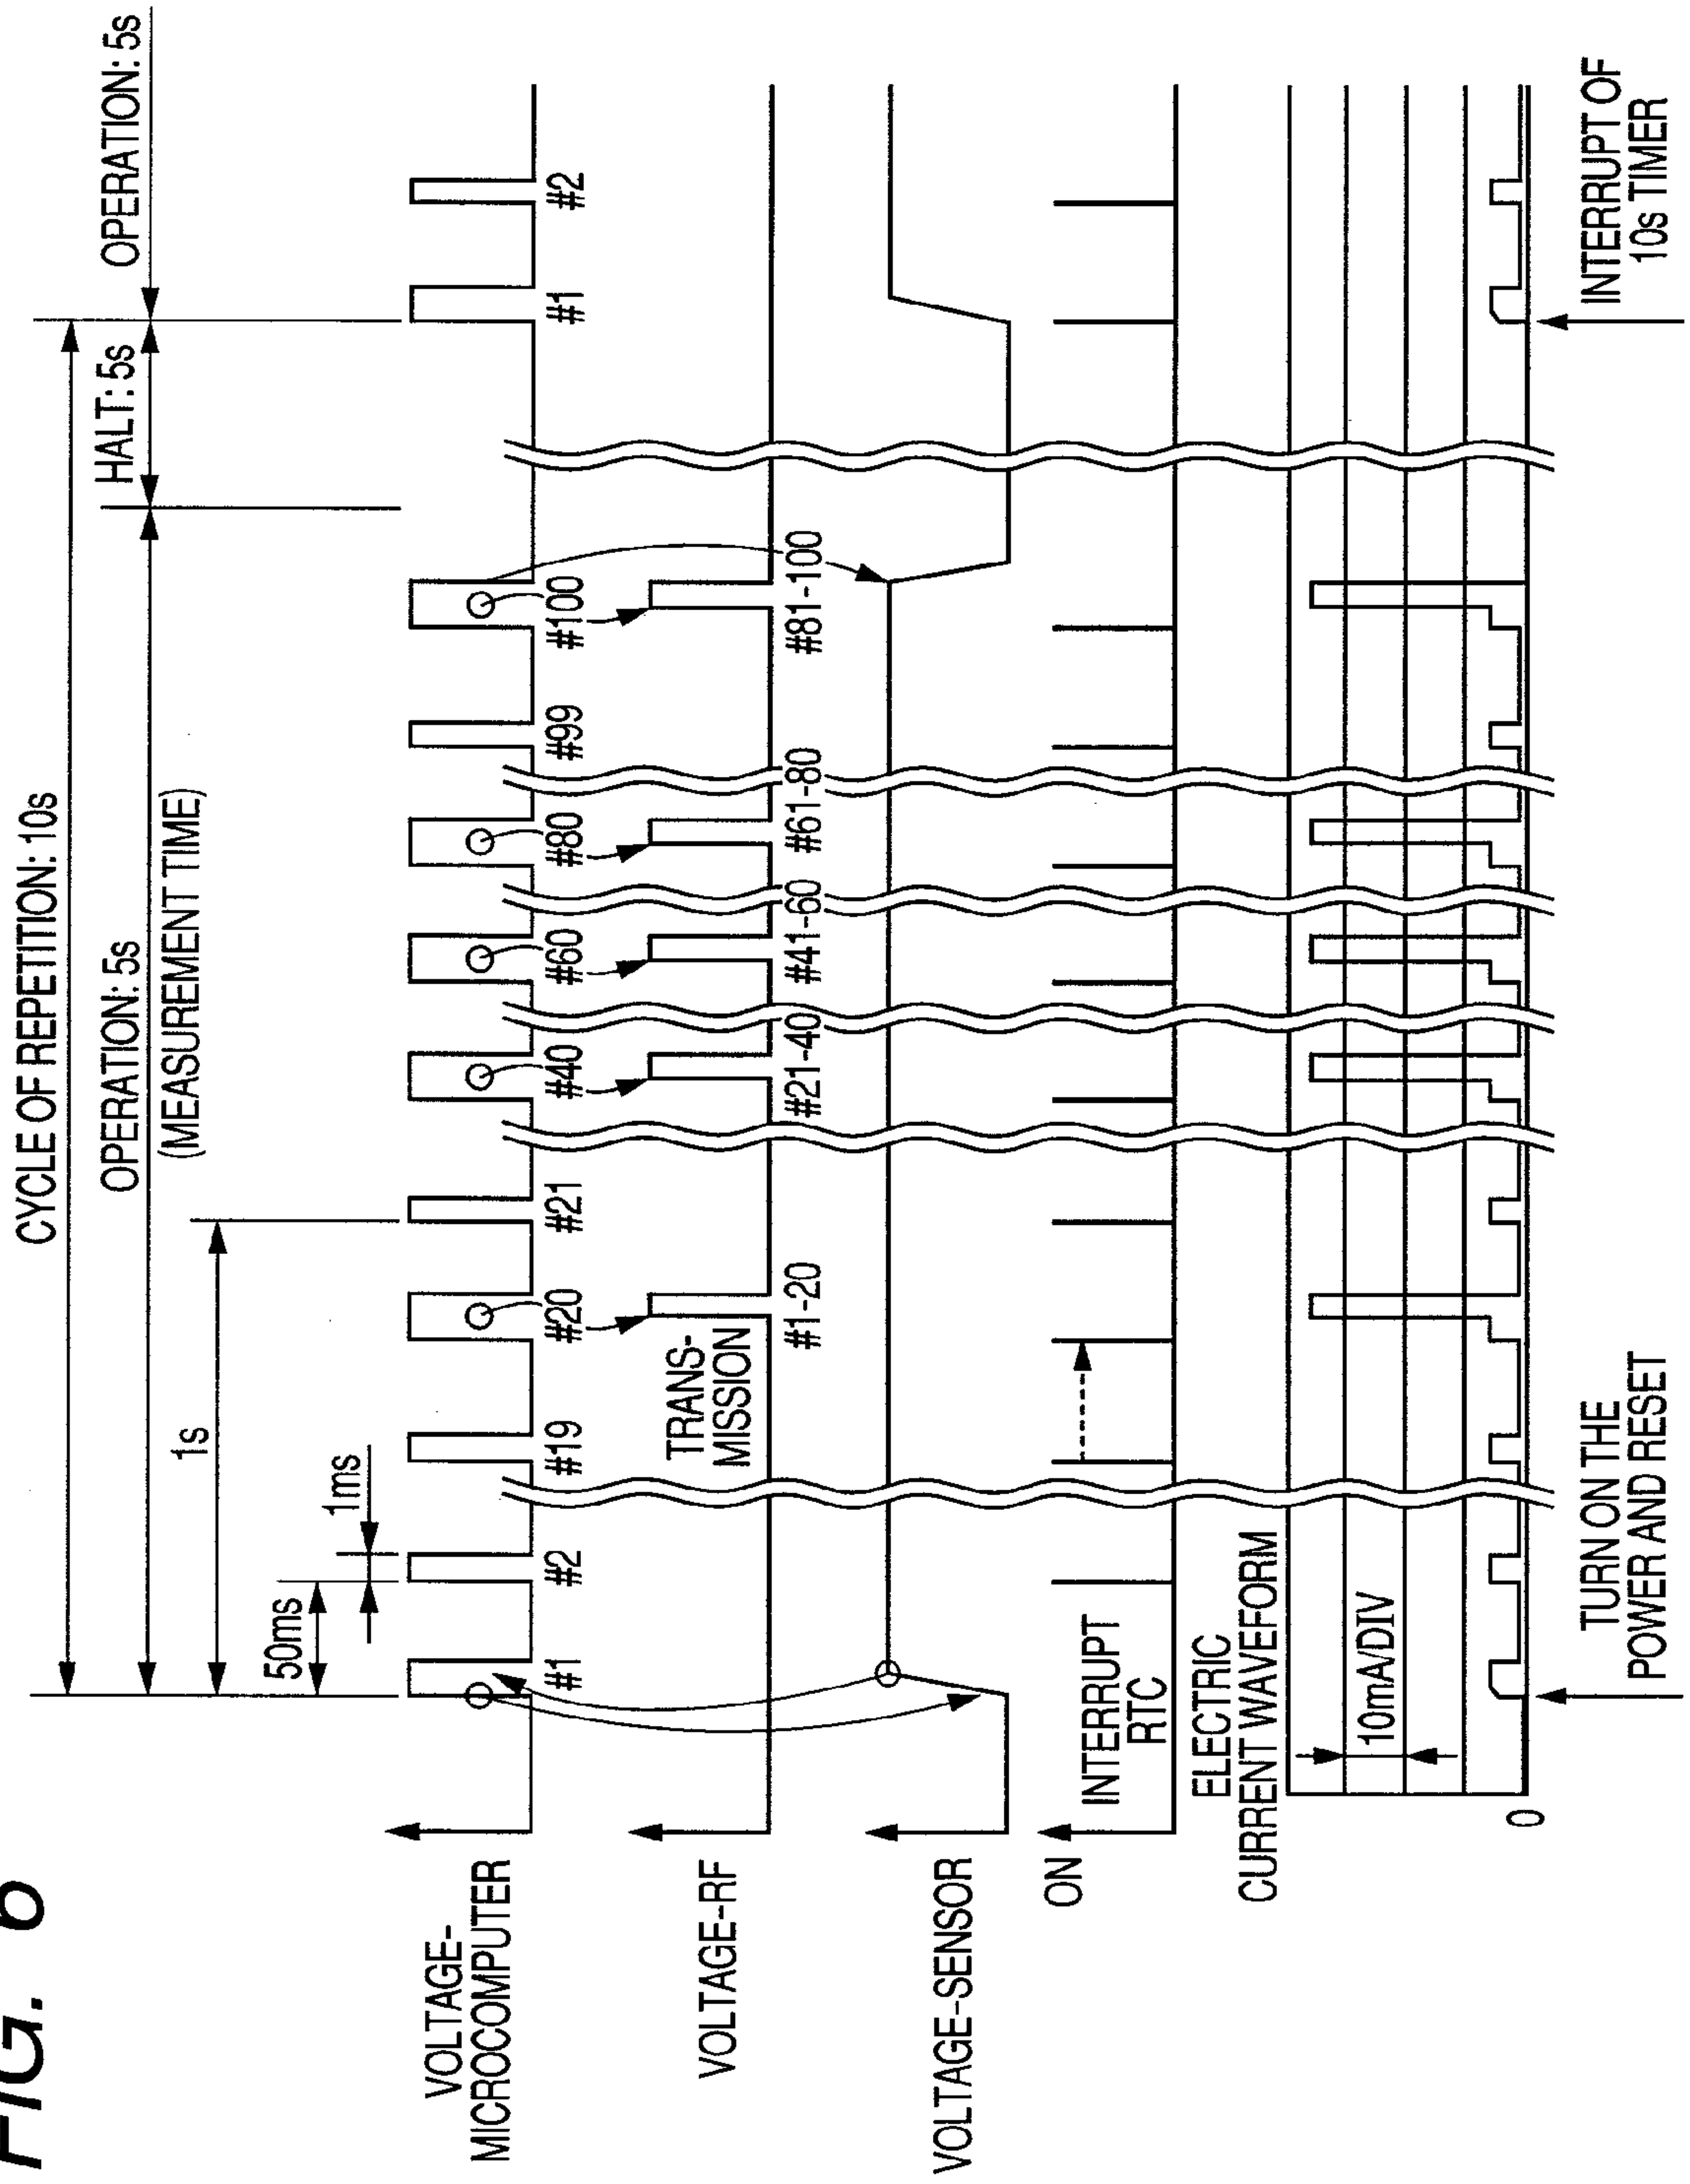 FIG. 6
CYCLE OF REPETITION: 10s
OPERATION: 5s
(MEASUREMENT TIME)
HALT: 5s
OPERATION: 5s
1s
50ms
1ms
VOLTAGE-
MICROCOMPUTER
#1
#2
#19
#20
#21
#40
#60
#80
#99
#100
#1
#2
VOLTAGE-RF
TRANS-
MISSION
#1-20
#21-40
#41-60
#61-80
#81-100
VOLTAGE-SENSOR
ON
INTERRUPT
RTC
ELECTRIC
CURRENT WAVEFORM
10mA/DIV
0
TURN ON THE
POWER AND RESET
INTERRUPT OF
10s TIMER